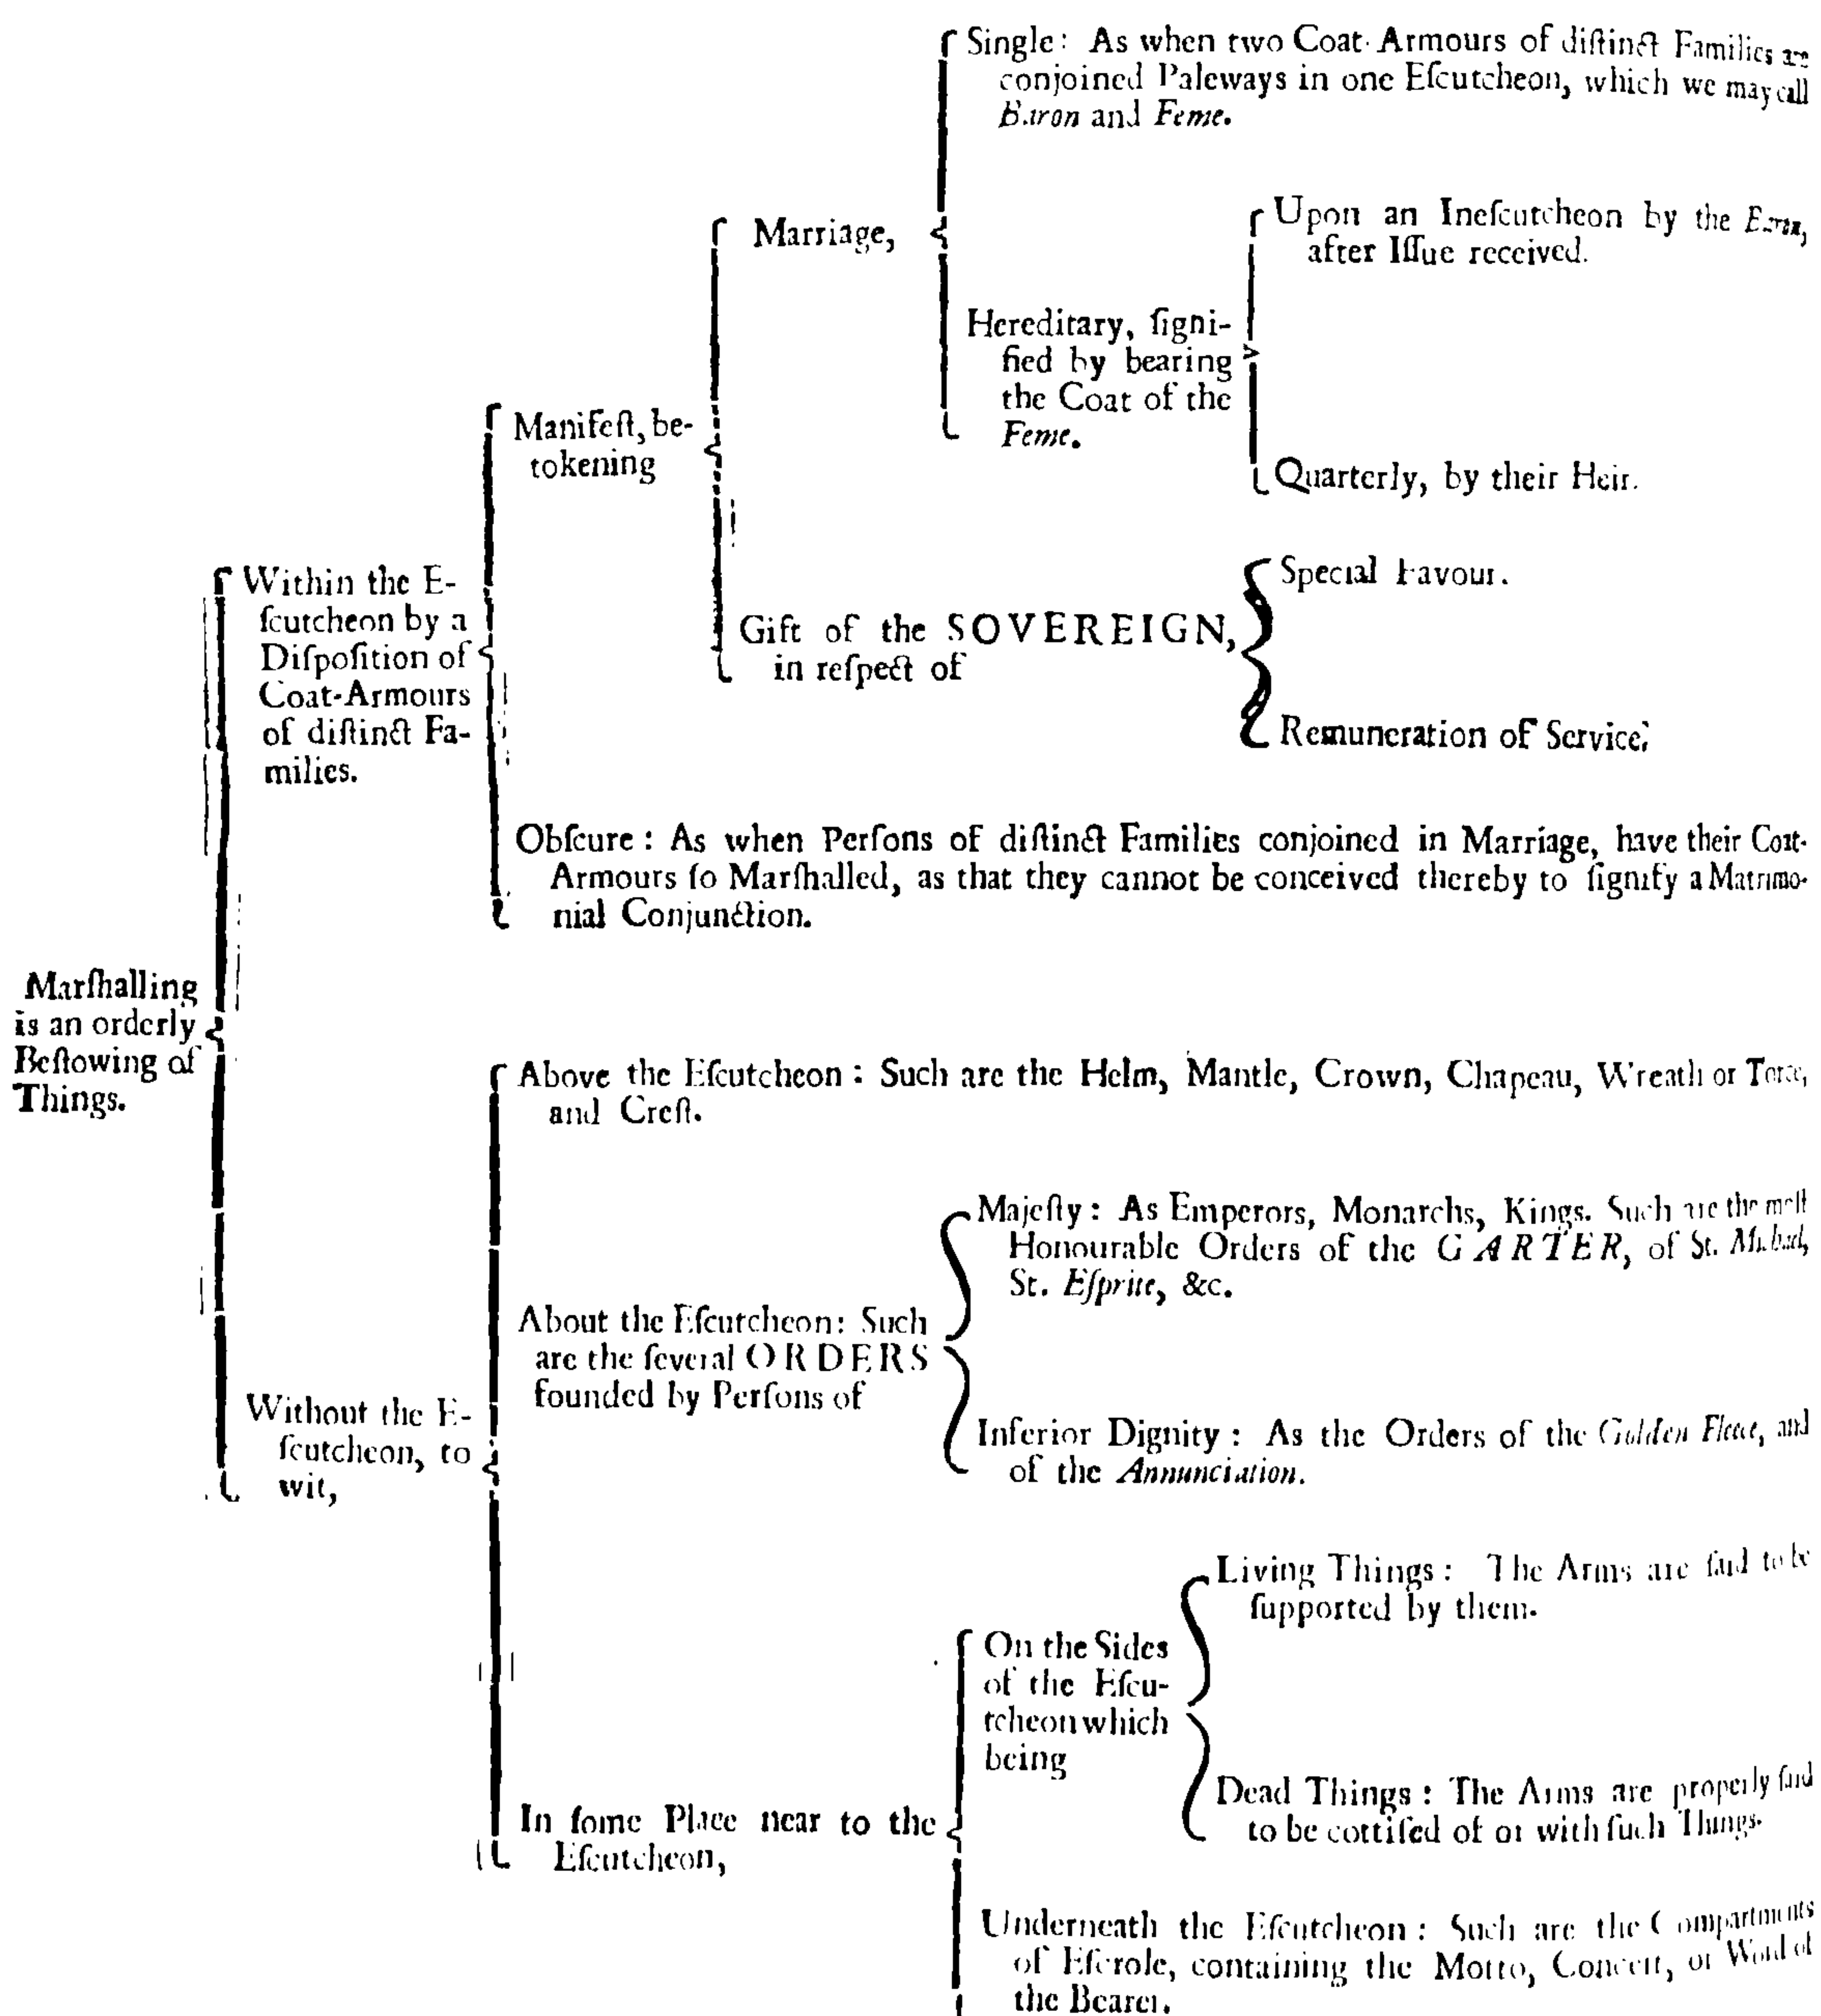 Single: As when two Coat-Armours of diſtinct Families are
conjoined Paleways in one Eſcutcheon, which we may call
Baron and Feme.
Marriage,
Upon an Ineſcutcheon by the Baron,
after Iſſue received.
Hereditary, ſigni-
fied by bearing
the Coat of the
Feme.
Quarterly, by their Heir.
Manifeſt, be-
tokening
Gift of the SOVEREIGN,
in reſpect of
Special Favour.
Remuneration of Service.
Within the E-
ſcutcheon by a
Diſpoſition of
Coat-Armours
of diſtinct Fa-
milies.
Obſcure: As when Perſons of diſtinct Families conjoined in Marriage, have their Coat-
Armours ſo Marſhalled, as that they cannot be conceived thereby to ſignify a Matrimo-
nial Conjunction.
Marſhalling
is an orderly
Beſtowing of
Things.
Above the Eſcutcheon: Such are the Helm, Mantle, Crown, Chapeau, Wreath or Torce,
and Creſt.
Majeſty: As Emperors, Monarchs, Kings. Such are the moſt
Honourable Orders of the GARTER, of St. Michael,
St. Eſprite, &c.
About the Eſcutcheon: Such
are the ſeveral ORDERS
founded by Perſons of
Inferior Dignity: As the Orders of the Golden Fleece, and
of the Annunciation.
Without the E-
ſcutcheon, to
wit,
Living Things: The Arms are ſaid to be
ſupported by them.
On the Sides
of the Eſcu-
tcheon which
being
Dead Things: The Arms are properly ſaid
to be cottiſed of or with ſuch Things.
In ſome Place near to the
Eſcutcheon,
Underneath the Eſcutcheon: Such are the Compartments
of Eſcrole, containing the Motto, Conceit, or Word of
the Bearer.